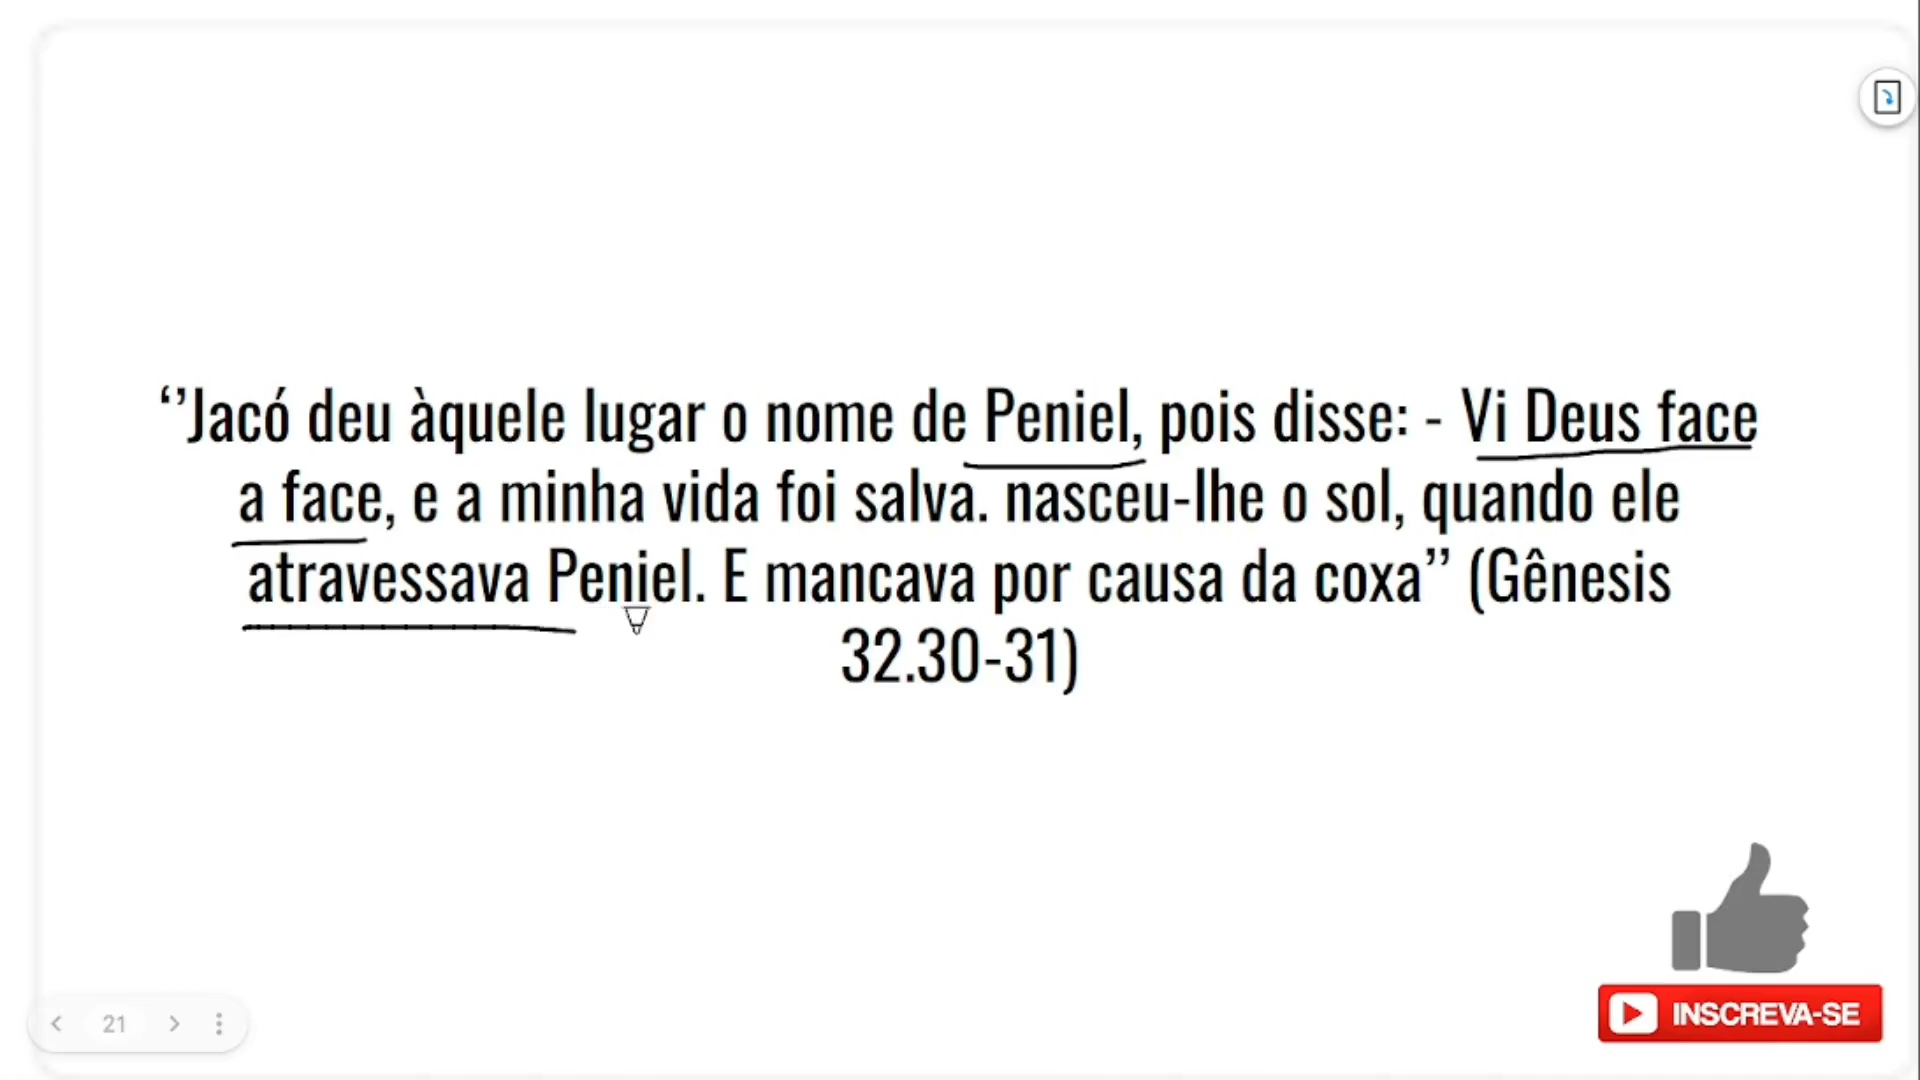 ‘’Jacó deu àquele lugar o nome de Peniel, pois disse: - Vi Deus face
a face, e a minha vida foi salva. nasceu-lhe o sol, quando ele
atravessava Peniel. E mancava por causa da coxa’’ (Gênesis
32.30-31)
21
INSCREVA-SE